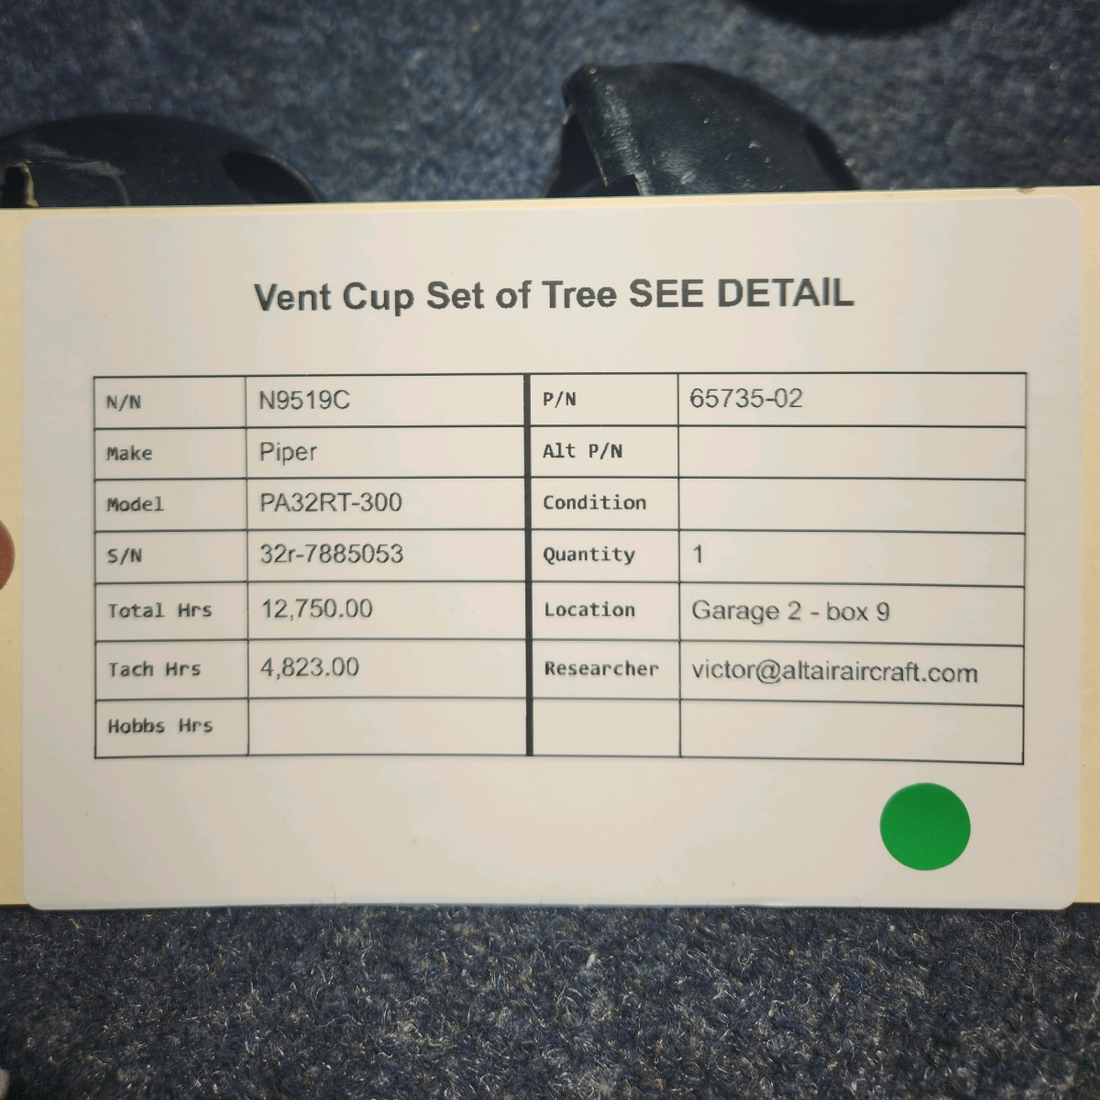 Vent Cup Set of Tree SEE DETAIL
N/N N9519C P/N 65735-02
Make Piper Alt P/N
Model PA32RT-300 Condition
S/N 32r-7885053 Quantity 1
Total Hrs 12,750.00 Location Garage 2 - box 9
Tach Hrs 4,823.00 Researcher victor@altairaircraft.com
Hobbs Hrs